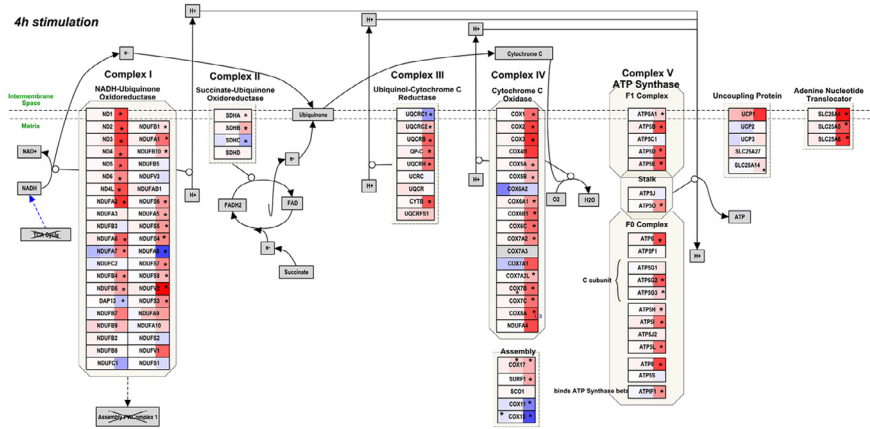 4h stimulation
H+
H+
H+
e-
Cytochrome C
Complex I
NADH-Ubiquinone
Oxidoreductase
Complex II
Succinate-Ubiquinone
Oxidoreductase
Complex III
Ubiquinol-Cytochrome C
Reductase
Complex IV
Cytochrome C
Oxidase
Complex V
ATP Synthase
F1 Complex
Uncoupling Protein
Adenine Nucleotide
Translocator
Intermembrane
Space
Matrix
Ubiquinone
NAD+
NADH
TCA Cycle
ND1
ND2
ND3
ND4
ND5
ND6
ND4L
NDUFA3
NDUFB3
NDUFA6
NDUFA7
NDUFC2
NDUFB4
NDUFB6
DAP13
NDUFB7
NDUFB9
NDUFB2
NDUFB8
NDUFC1
NDUFB1
NDUFA1
NDUFB10
NDUFB5
NDUFV3
NDUFAB1
NDUFS6
NDUFA5
NDUFS5
NDUFS4
NDUFS7
NDUFS8
NDUFV2
NDUFS3
NDUFA9
NDUFA10
NDUFS2
NDUFV1
NDUFS1
H+
SDHA
SDHB
SDHC
SDHD
e-
FADH2
FAD
e-
Succinate
UQCRC1
UQCRC2
UQCRB
QP-C
UQCRH
UCRC
UQCR
CYTB
UQCRFS1
H+
H+
COX1
COX2
COX3
COX4I1
COX5A
COX5B
COX6A2
COX6A1
COX6B1
COX6C
COX7A2
COX7A3
COX7A1
COX7A2L
COX7B
COX7C
COX8A
NDUFA4
O2
H2O
ATP5A1
ATP5B
ATP5C1
ATP5D
ATP5E
Stalk
ATP5J
ATP5O
F0 Complex
ATP6
ATP5F1
C subunit
ATP5G1
ATP5G2
ATP5G3
ATP5H
ATP5I
ATP5J2
ATP5L
ATP8
ATP5S
binds ATP Synthase beta
ATPIF1
ATP
H+
UCP1
UCP2
UCP3
SLC25A27
SLC25A14
SLC25A4
SLC25A5
SLC25A6
Assembly
COX17
SURF1
SCO1
COX11
Assembly PW Complex 1